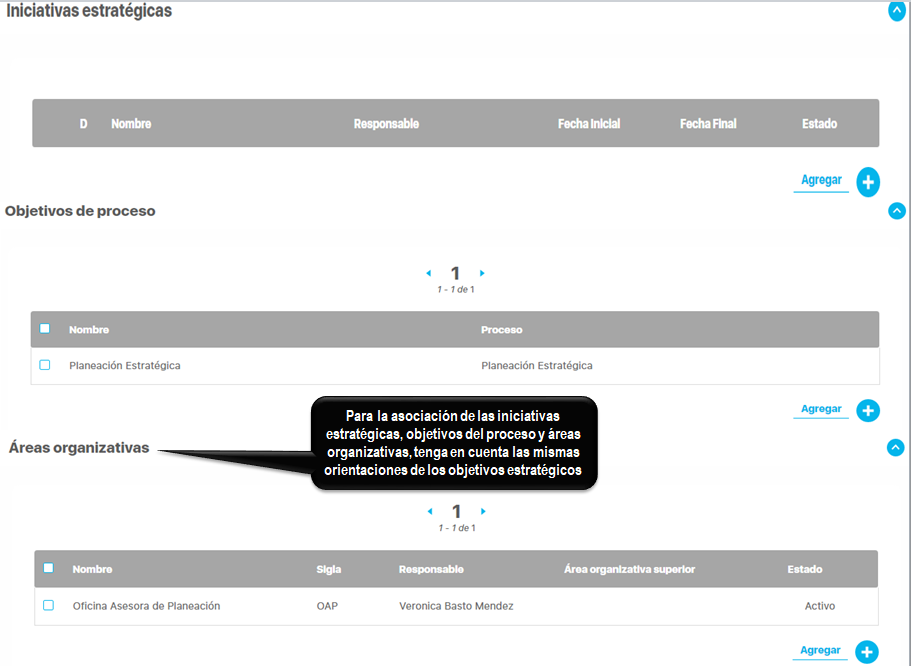 Iniciativas estratégicas
D Nombre Responsable Fecha Inicial Fecha Final Estado
Agregar
Objetivos de proceso
1
1 - 1 de 1
Nombre Proceso
Planeación Estratégica Planeación Estratégica
Agregar
Para la asociación de las iniciativas
estratégicas, objetivos del proceso y áreas
organizativas, tenga en cuenta las mismas
orientaciones de los objetivos estratégicos
Áreas organizativas
1
1 - 1 de 1
Nombre Sigla Responsable Área organizativa superior Estado
Oficina Asesora de Planeación OAP Veronica Basto Mendez Activo
Agregar